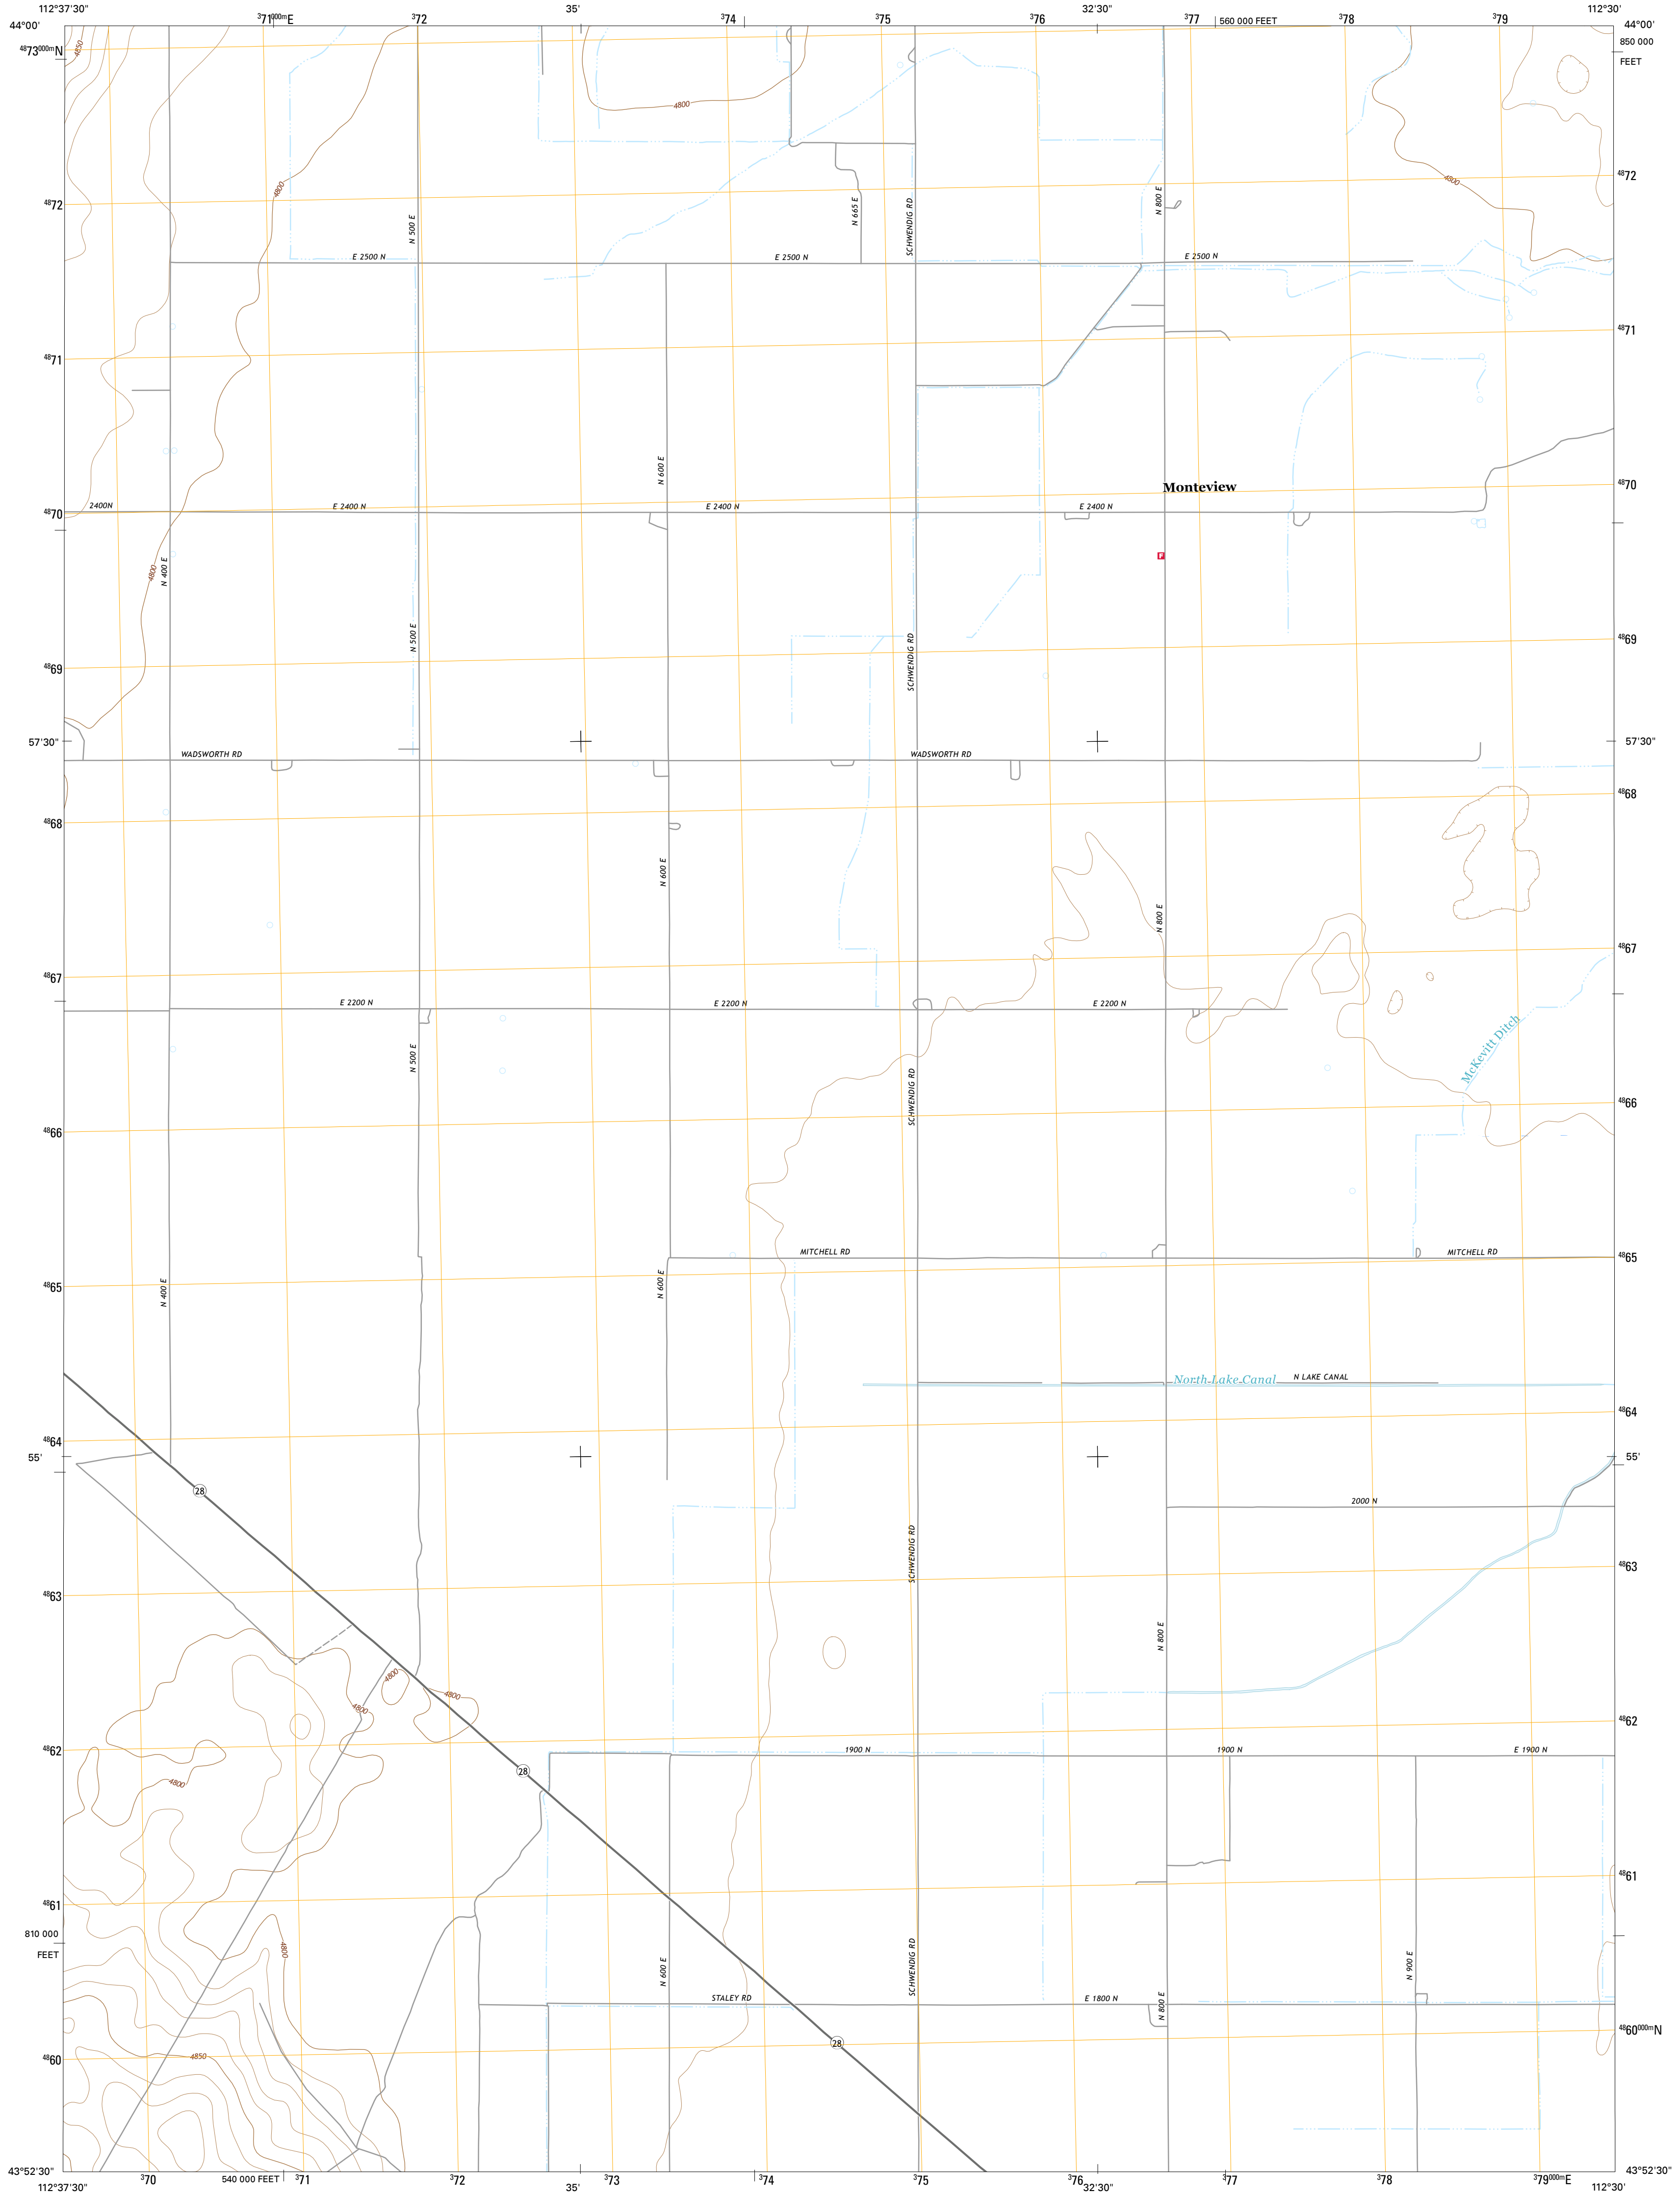 112°37'30" 35' 32'30" 112°30'
44°00' 371000mE 372 374 375 376 377 560 000 FEET 378 379 44°00'
4873000mN 4850 850 000
FEET
4800
4800 4872
4800
4872 N 500 E N 665 E SCHWENDIG RD N 800 E
E 2500 N E 2500 N E 2500 N
4871
4871
N 600 E
Monteview 4870
2400N E 2400 N E 2400 N E 2400 N
4870
4800 N 400 E
N 500 E SCHWENDIG RD 4869
4869
57'30" 57'30"
WADSWORTH RD WADSWORTH RD
4868
4868
N 600 E
N 800 E
4867
4867
E 2200 N E 2200 N E 2200 N
McKevitt Ditch
N 500 E
SCHWENDIG RD 4866
4866
MITCHELL RD MITCHELL RD 4865
4865 N 400 E N 600 E
North Lake Canal N LAKE CANAL
4864
4864
55' 55'
28
2000 N
SCHWENDIG RD
4863
4863
N 800 E
4800
4800
4800
4862
4862 1900 N 1900 N E 1900 N
28
4800
4861
4861
810 000
FEET
4800 N 600 E SCHWENDIG RD N 900 E
STALEY RD E 1800 N N 800 E
4860000mN
28
4860 4850
43°52'30" 370 540 000 FEET 371 372 373 374 375 376 377 378 379000mE 43°52'30"
112°37'30" 35' 32'30" 112°30'